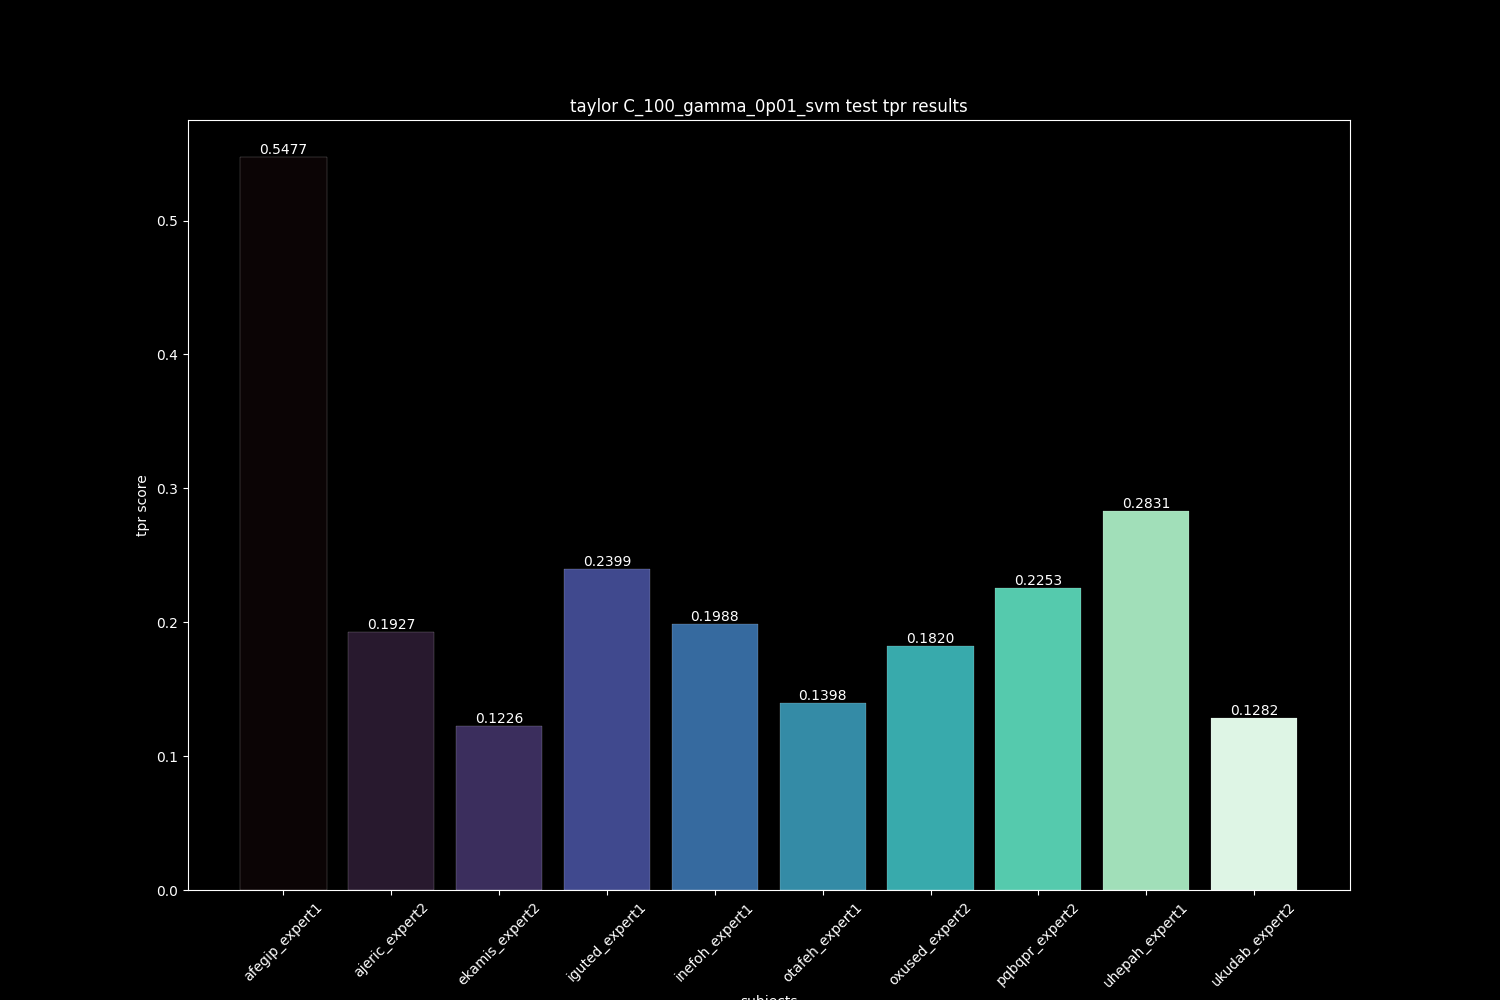 taylor C_100_gamma_0p01_svm test tpr results
0.5477
0.5
0.4
tpr score
0.3
0.2831
0.2399
0.2253
0.2
0.1988
0.1927
0.1820
0.1398
0.1282
0.1226
0.1
0.0
afegip_expert1
ajeric_expert2
ekamis_expert2
iguted_expert1
inefoh_expert1
otafeh_expert1
oxused_expert2
pqbqpr_expert2
uhepah_expert1
ukudab_expert2
subjects